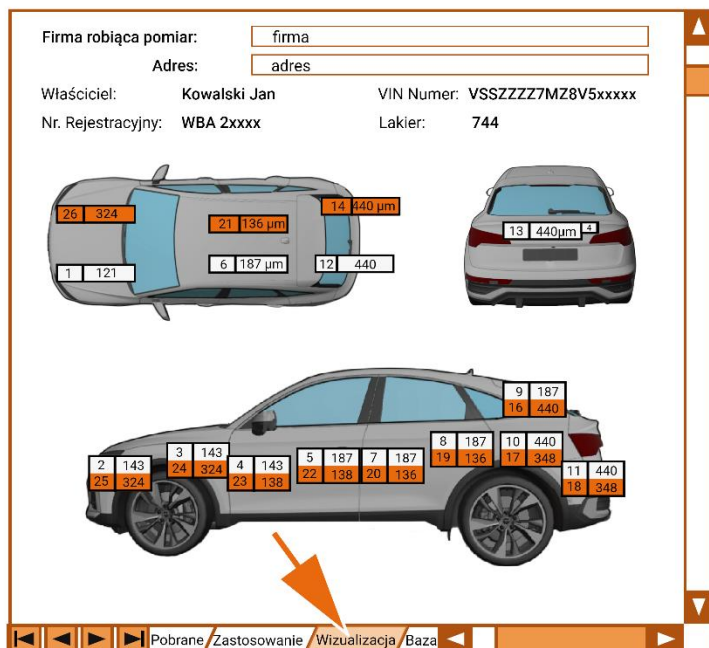 Firma robiąca pomiar: firma
Adres: adres
Właściciel: Kowalski Jan VIN Numer: VSSZZZZ7MZ8V5xxxxx
Nr. Rejestracyjny: WBA 2xxxx Lakier: 744
26 324
21 136 µm
14 440 µm
1 121
6 187 µm
12 440
13 440µm 4
9 187
16 440
2 143
25 324
3 143
24 324
4 143
23 138
5 187
22 138
7 187
20 136
8 187
19 136
10 440
17 348
11 440
18 348
Pobrane Zastosowanie Wizualizacja Baza